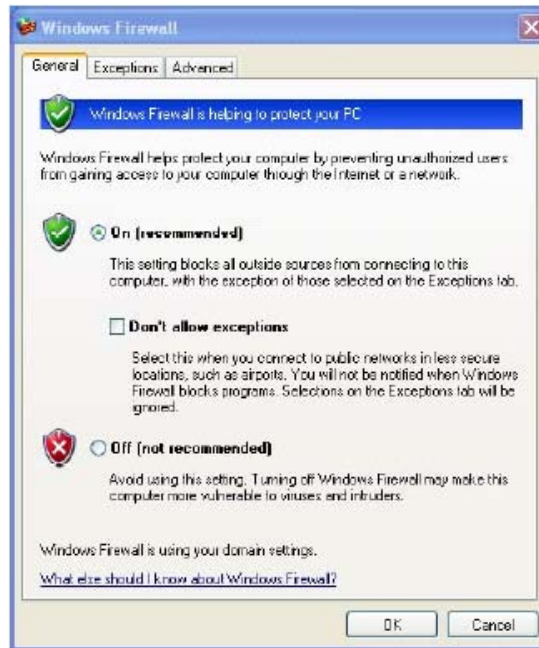 Windows Firewall
General Exceptions Advanced
Windows Firewall is helping to protect your PC
Windows Firewall helps protect your computer by preventing unauthorized users
from gaining access to your computer through the Internet or a network.
On (recommended)
This setting blocks all outside sources from connecting to this
computer, with the exception of those selected on the Exceptions tab.
Don't allow exceptions
Select this when you connect to public networks in less secure
locations, such as airports. You will not be notified when Windows
Firewall blocks programs. Selections on the Exceptions tab will be
ignored.
Off (not recommended)
Avoid using this setting. Turning off Windows Firewall may make this
computer more vulnerable to viruses and intruders.
Windows Firewall is using your domain settings.
What else should I know about Windows Firewall?
OK Cancel